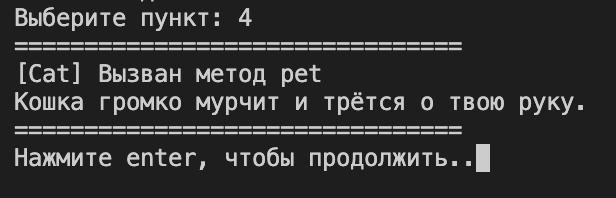 Выберите пункт: 4
================================
[Cat] Вызван метод pet
Кошка громко мурчит и трётся о твою руку.
================================
Нажмите enter, чтобы продолжить..